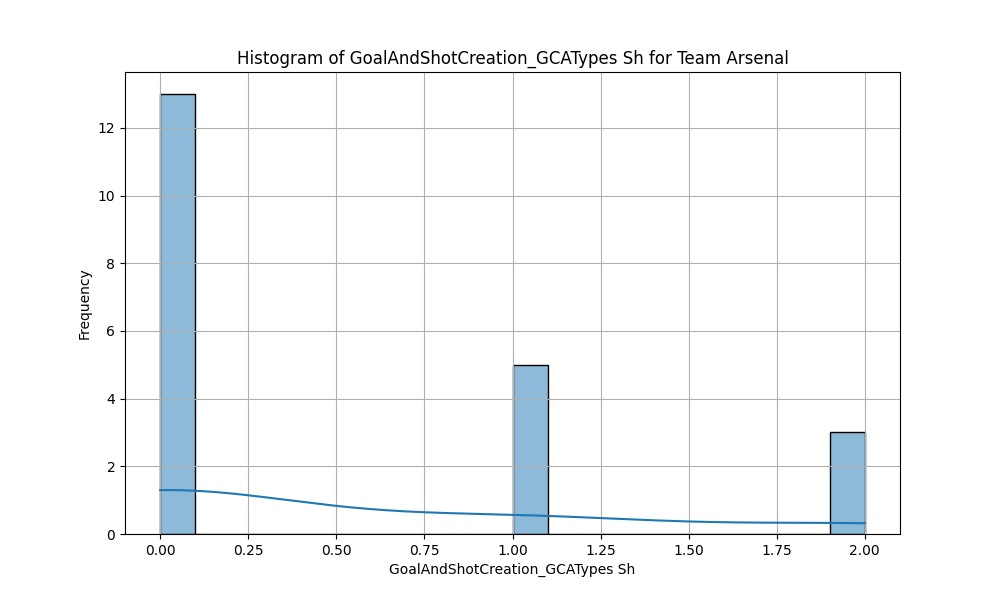 Histogram of GoalAndShotCreation_GCATypes Sh for Team Arsenal
Frequency
12
10
8
6
4
2
0
0.00 0.25 0.50 0.75 1.00 1.25 1.50 1.75 2.00
GoalAndShotCreation_GCATypes Sh